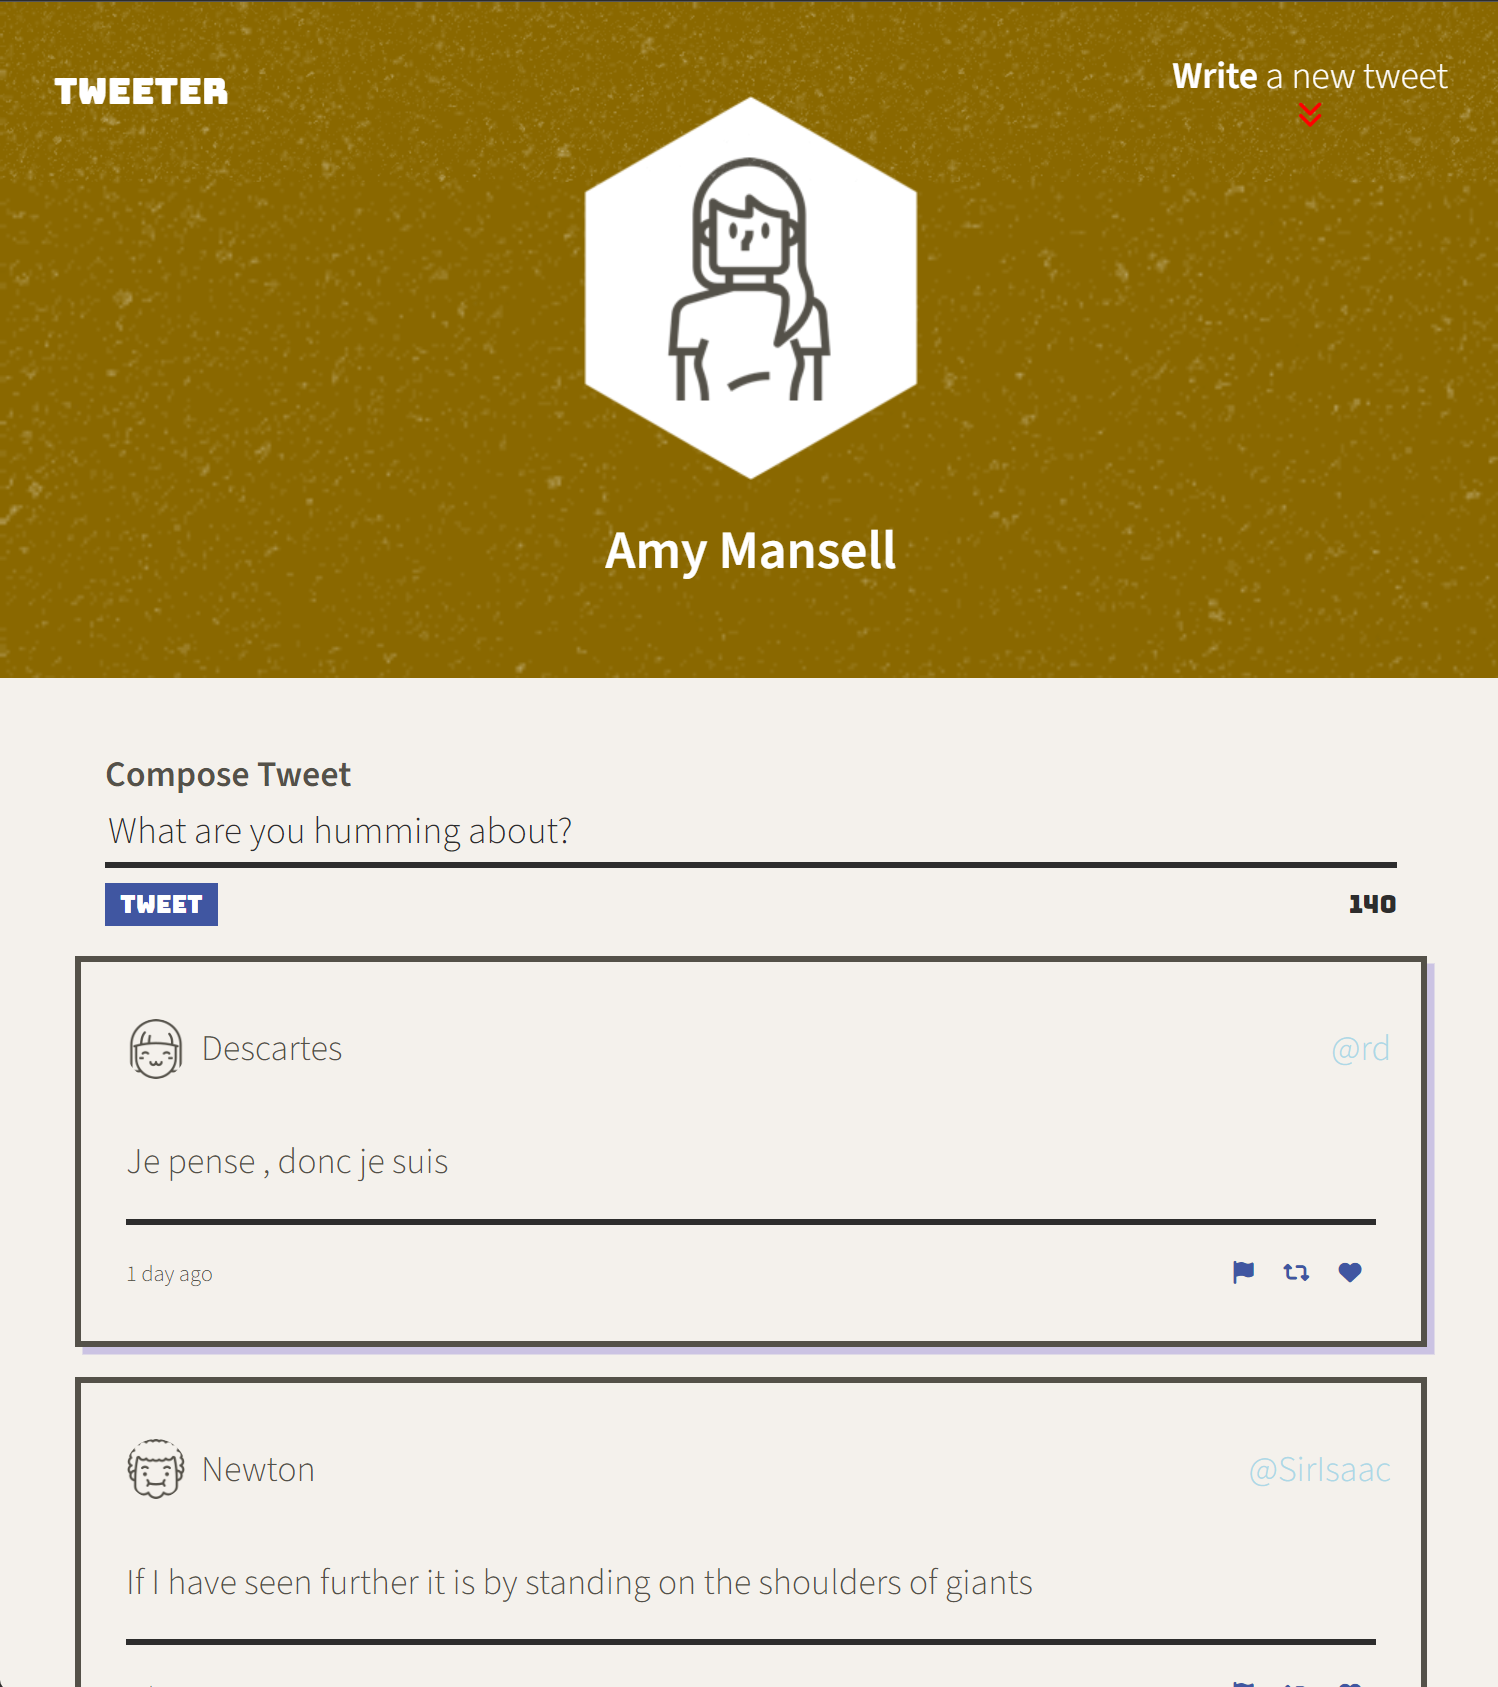 TWEETER
Write a new tweet
Amy Mansell
Compose Tweet
What are you humming about?
TWEET
140
Descartes
@rd
Je pense , donc je suis
1 day ago
Newton
@SirIsaac
If I have seen further it is by standing on the shoulders of giants